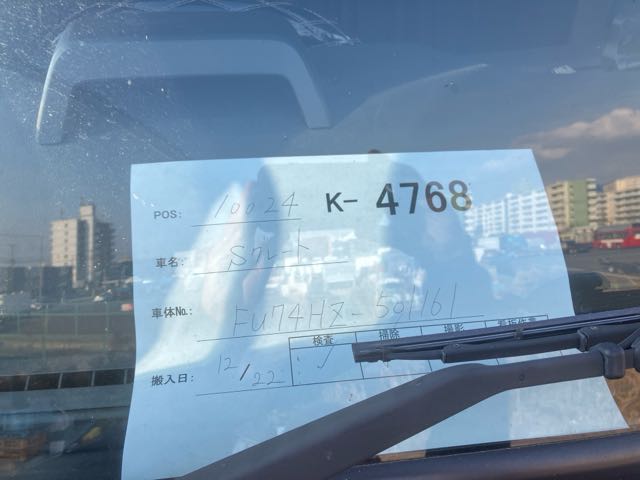 POS: 10024 K- 4768
車名: Sグレート
車体No. FU74HZ-501161
検査 掃除 撮影
搬入日: 12/22